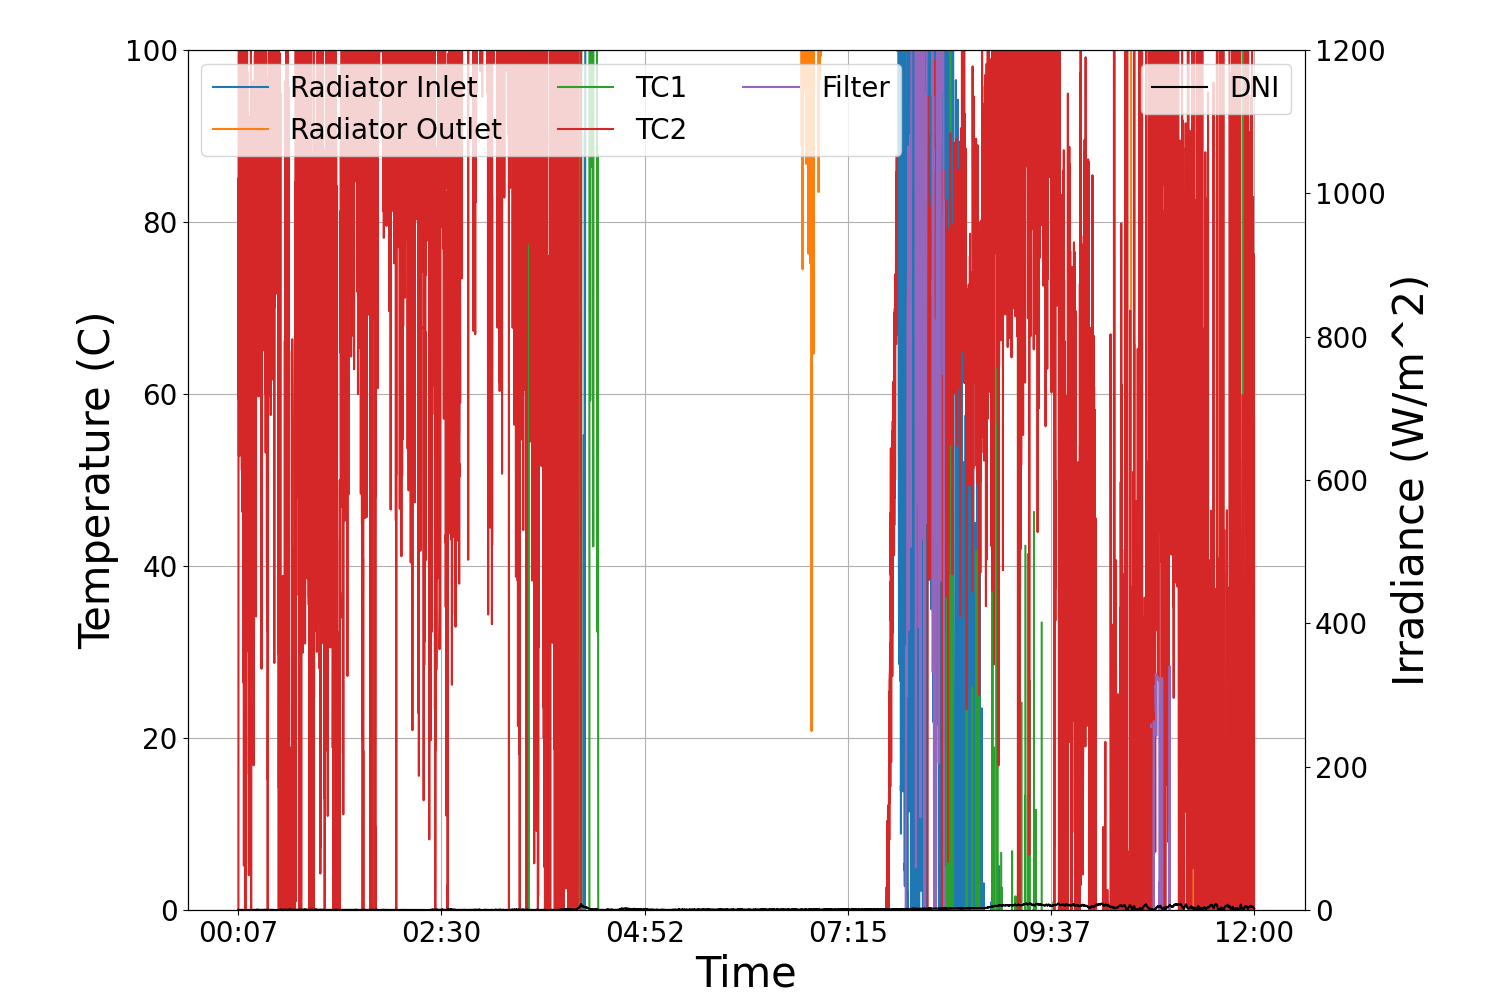 100
80
60
40
20
0
Temperature (C)
Radiator Inlet
Radiator Outlet
TC1
TC2
Filter
DNI
1200
1000
800
600
400
200
0
Irradiance (W/m^2)
00:07 02:30 04:52 07:15 09:37 12:00
Time